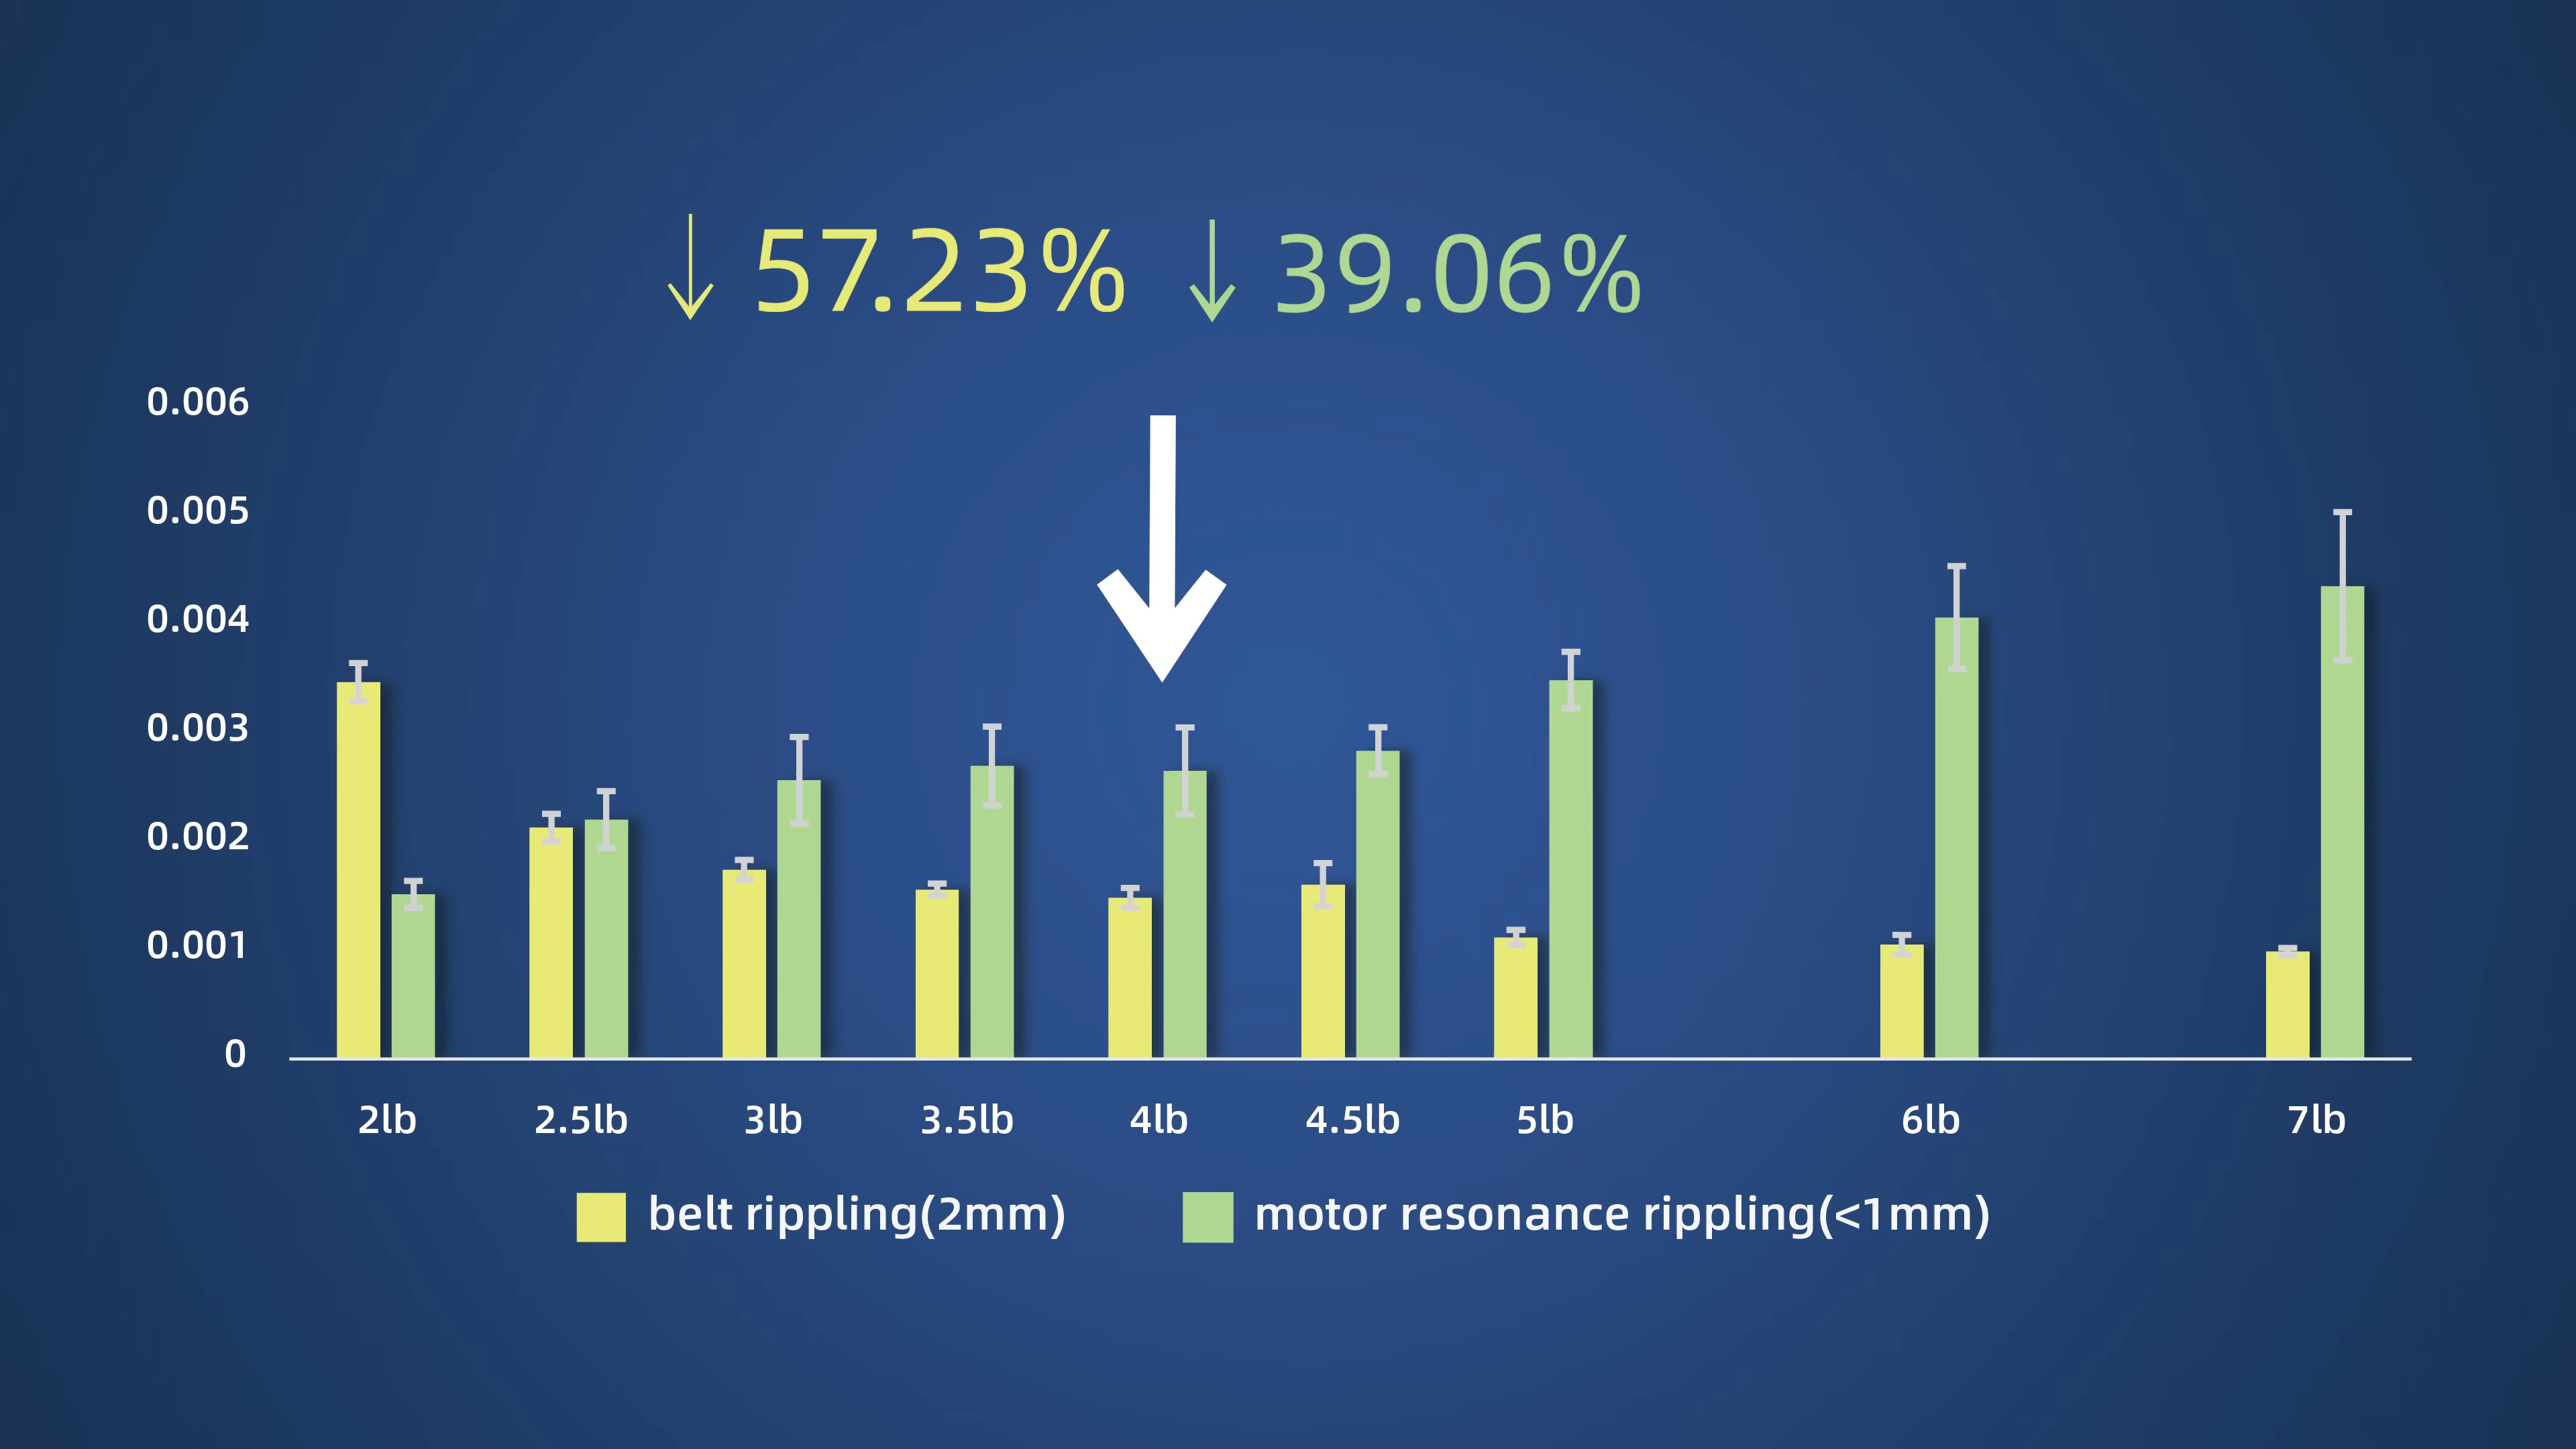 ↓ 57.23% ↓ 39.06%
0.006
0.005
0.004
0.003
0.002
0.001
0
2lb 2.5lb 3lb 3.5lb 4lb 4.5lb 5lb 6lb 7lb
belt rippling(2mm) motor resonance rippling(<1mm)